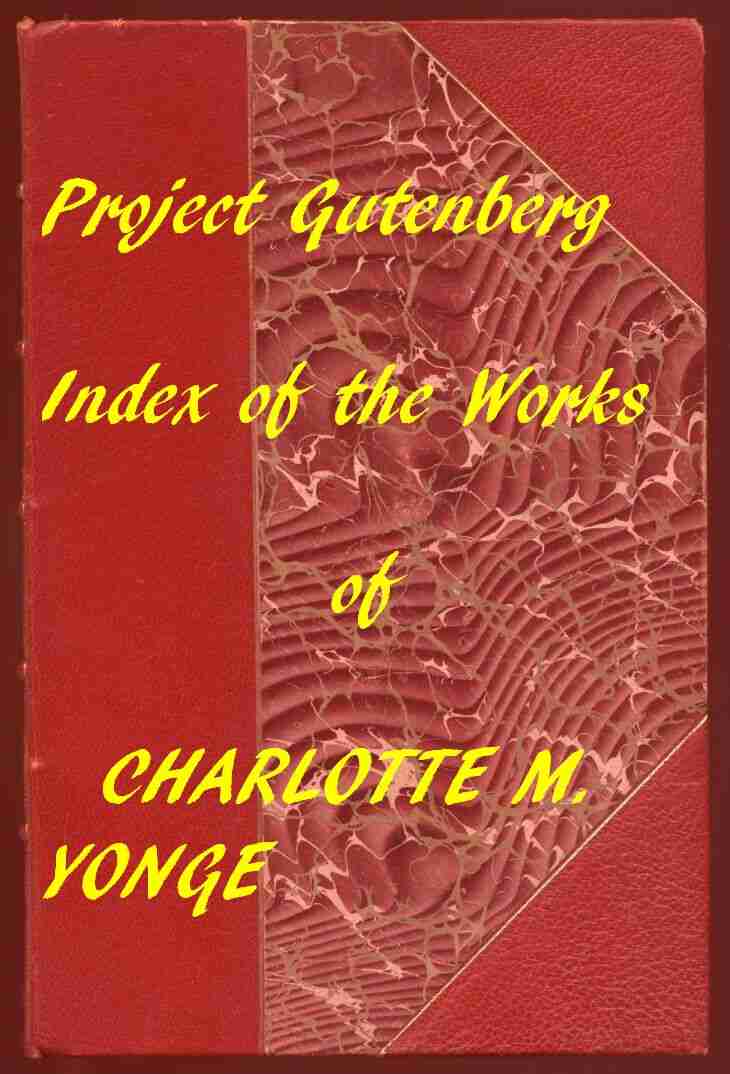 Project Gutenberg
Index of the Works
of
CHARLOTTE M.
YONGE